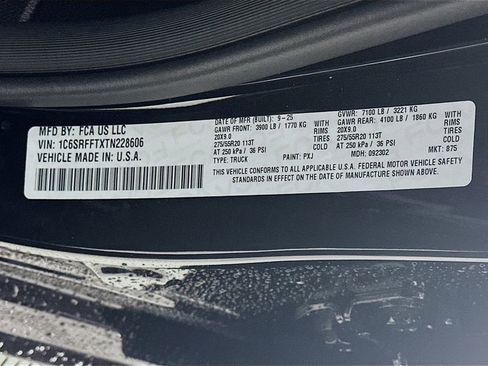 MFD BY: FCA US LLC
VIN: 1C6SRFFTXTN228606
VEHICLE MADE IN U.S.A.
DATE OF MFR (BUILT): 9-25 GVWR: 7100 LB / 3221 KG
GAWR FRONT: 3900 LB / 1770 KG WITH GAWR REAR: 4100 LB / 1860 KG WITH
20X9.0 RIMS 20X9.0 RIMS
275/55R20 113T TIRES 275/55R20 113T TIRES
AT 250 kPa / 36 PSI COLD AT 250 kPa / 36 PSI COLD
TYPE: TRUCK PAINT: PXJ MDH: 092302 MKT: 875
THIS VEHICLE CONFORMS TO ALL APPLICABLE U.S.A. FEDERAL MOTOR VEHICLE SAFETY
STANDARDS IN EFFECT ON THE DATE OF MANUFACTURE SHOWN ABOVE.